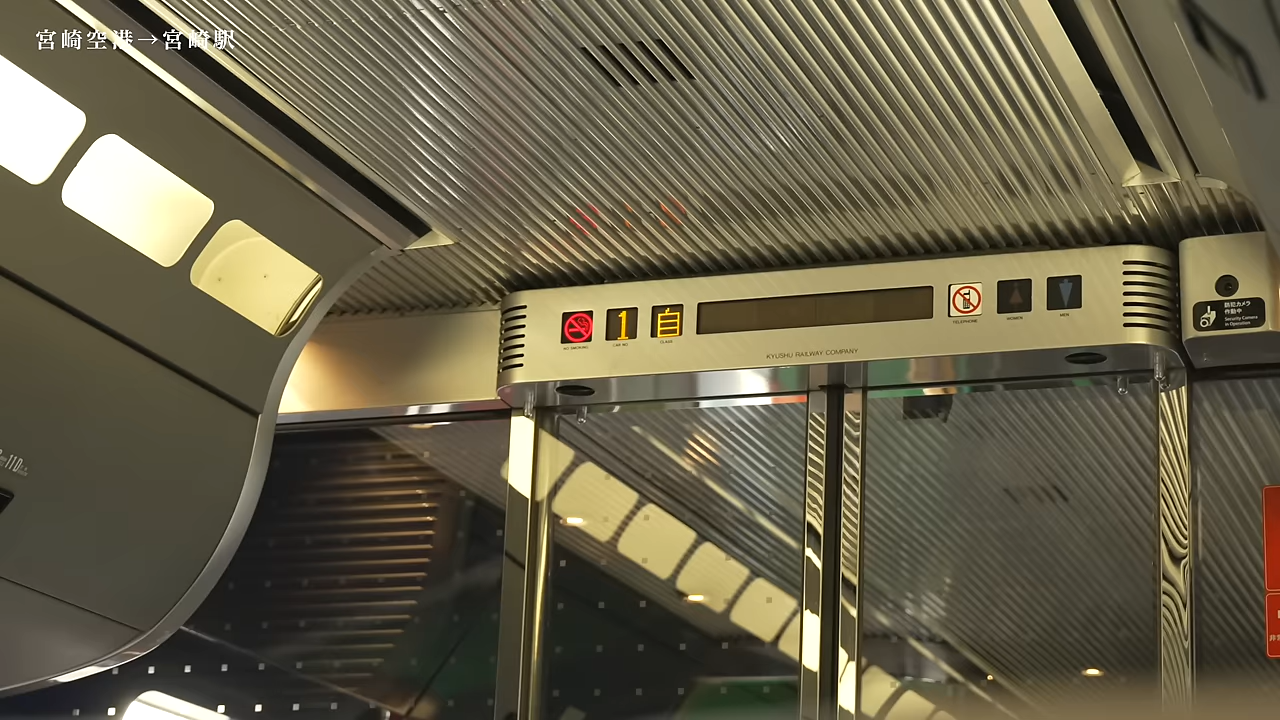 宮崎空港→宮崎駅
NO SMOKING
1
CAR NO.
自
CLASS
TELEPHONE
WOMEN
MEN
KYUSHU RAILWAY COMPANY
防犯カメラ
作動中
Security Camera
in Operation